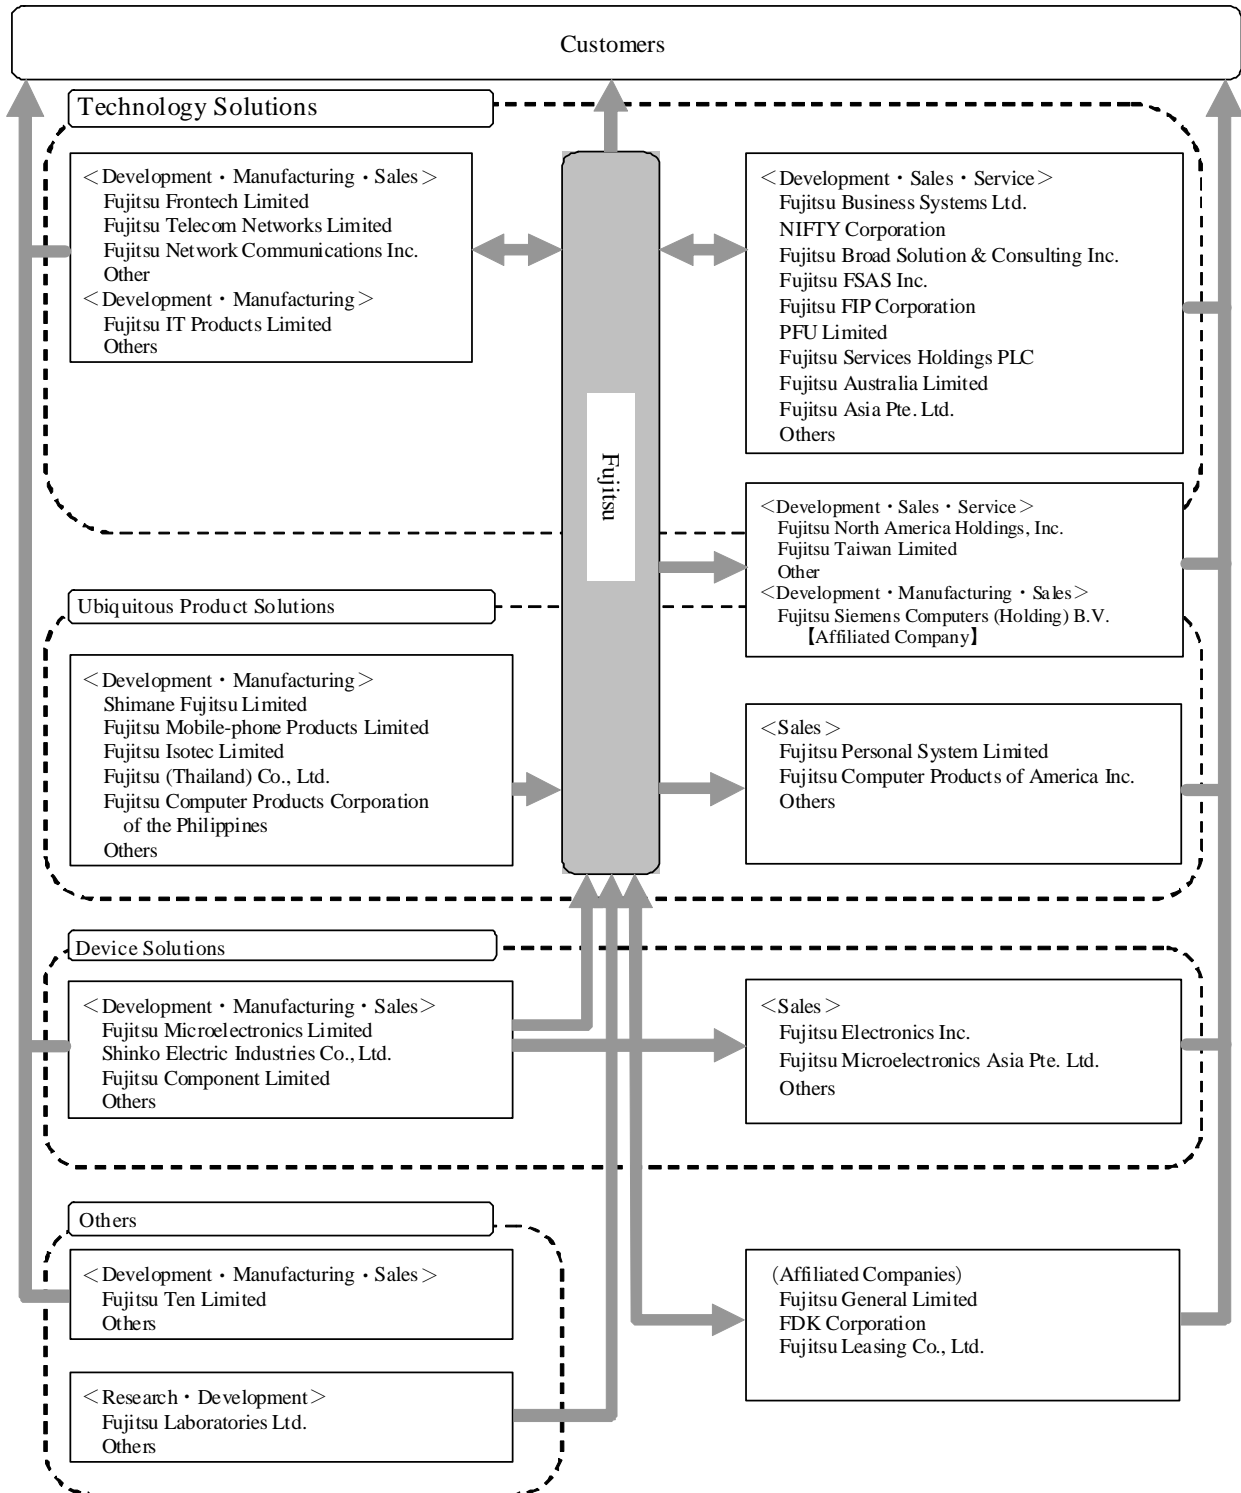 Customers
Technology Solutions
<Development・Manufacturing・Sales>
Fujitsu Frontech Limited
Fujitsu Telecom Networks Limited
Fujitsu Network Communications Inc.
Other
<Development・Manufacturing>
Fujitsu IT Products Limited
Others
Fujitsu
<Development・Sales・Service>
Fujitsu Business Systems Ltd.
NIFTY Corporation
Fujitsu Broad Solution & Consulting Inc.
Fujitsu FSAS Inc.
Fujitsu FIP Corporation
PFU Limited
Fujitsu Services Holdings PLC
Fujitsu Australia Limited
Fujitsu Asia Pte. Ltd.
Others
<Development・Sales・Service>
Fujitsu North America Holdings, Inc.
Fujitsu Taiwan Limited
Other
<Development・Manufacturing・Sales>
Fujitsu Siemens Computers (Holding) B.V.
【Affiliated Company】
Ubiquitous Product Solutions
<Development・Manufacturing>
Shimane Fujitsu Limited
Fujitsu Mobile-phone Products Limited
Fujitsu Isotec Limited
Fujitsu (Thailand) Co., Ltd.
Fujitsu Computer Products Corporation
of the Philippines
Others
<Sales>
Fujitsu Personal System Limited
Fujitsu Computer Products of America Inc.
Others
Device Solutions
<Development・Manufacturing・Sales>
Fujitsu Microelectronics Limited
Shinko Electric Industries Co., Ltd.
Fujitsu Component Limited
Others
<Sales>
Fujitsu Electronics Inc.
Fujitsu Microelectronics Asia Pte. Ltd.
Others
Others
<Development・Manufacturing・Sales>
Fujitsu Ten Limited
Others
<Research・Development>
Fujitsu Laboratories Ltd.
Others
(Affiliated Companies)
Fujitsu General Limited
FDK Corporation
Fujitsu Leasing Co., Ltd.